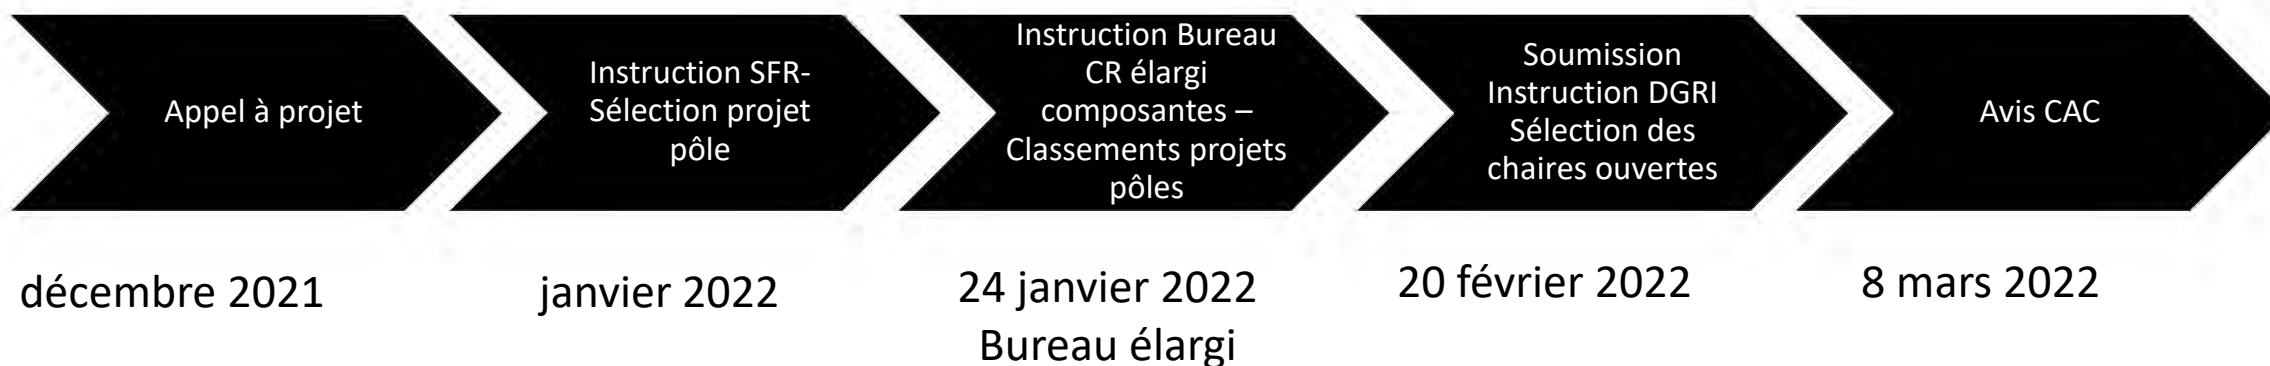 Appel à projet
Instruction SFR-
Sélection projet
pôle
Instruction Bureau
CR élargi
composantes –
Classements projets
pôles
Soumission
Instruction DGRI
Sélection des
chaires ouvertes
Avis CAC
décembre 2021
janvier 2022
24 janvier 2022
Bureau élargi
20 février 2022
8 mars 2022